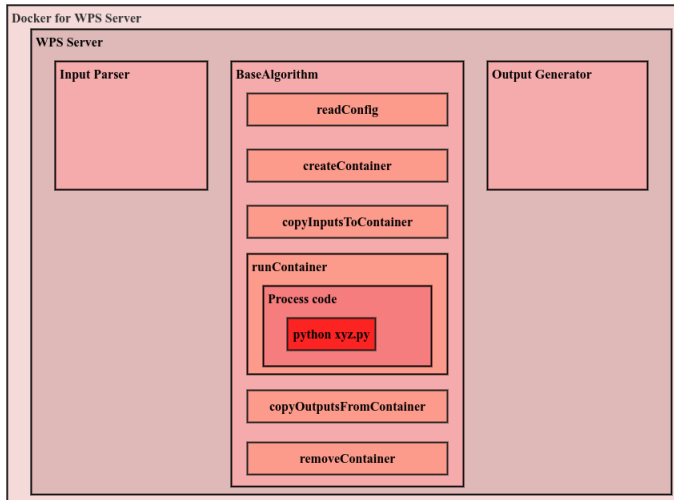 Docker for WPS Server
WPS Server
Input Parser
BaseAlgorithm
Output Generator
readConfig
createContainer
copyInputsToContainer
runContainer
Process code
python xyz.py
copyOutputsFromContainer
removeContainer